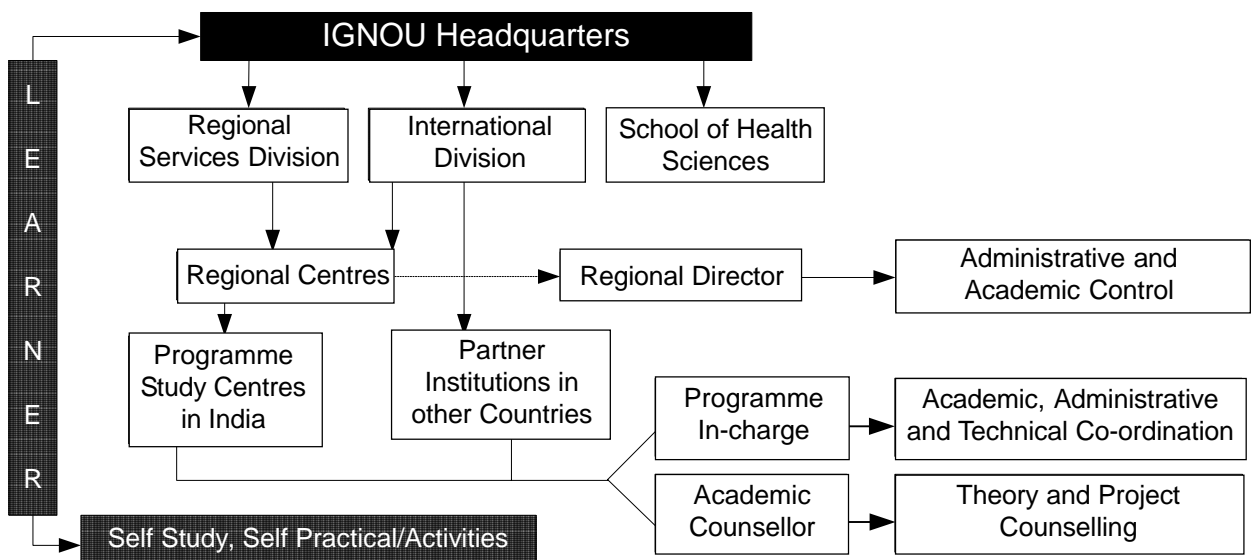 IGNOU Headquarters
L
E
A
R
N
E
R
Regional
Services Division
International
Division
School of Health
Sciences
Regional Centres
Regional Director
Administrative and
Academic Control
Programme
Study Centres
in India
Partner
Institutions in
other Countries
Programme
In-charge
Academic, Administrative
and Technical Co-ordination
Academic
Counsellor
Theory and Project
Counselling
Self Study, Self Practical/Activities